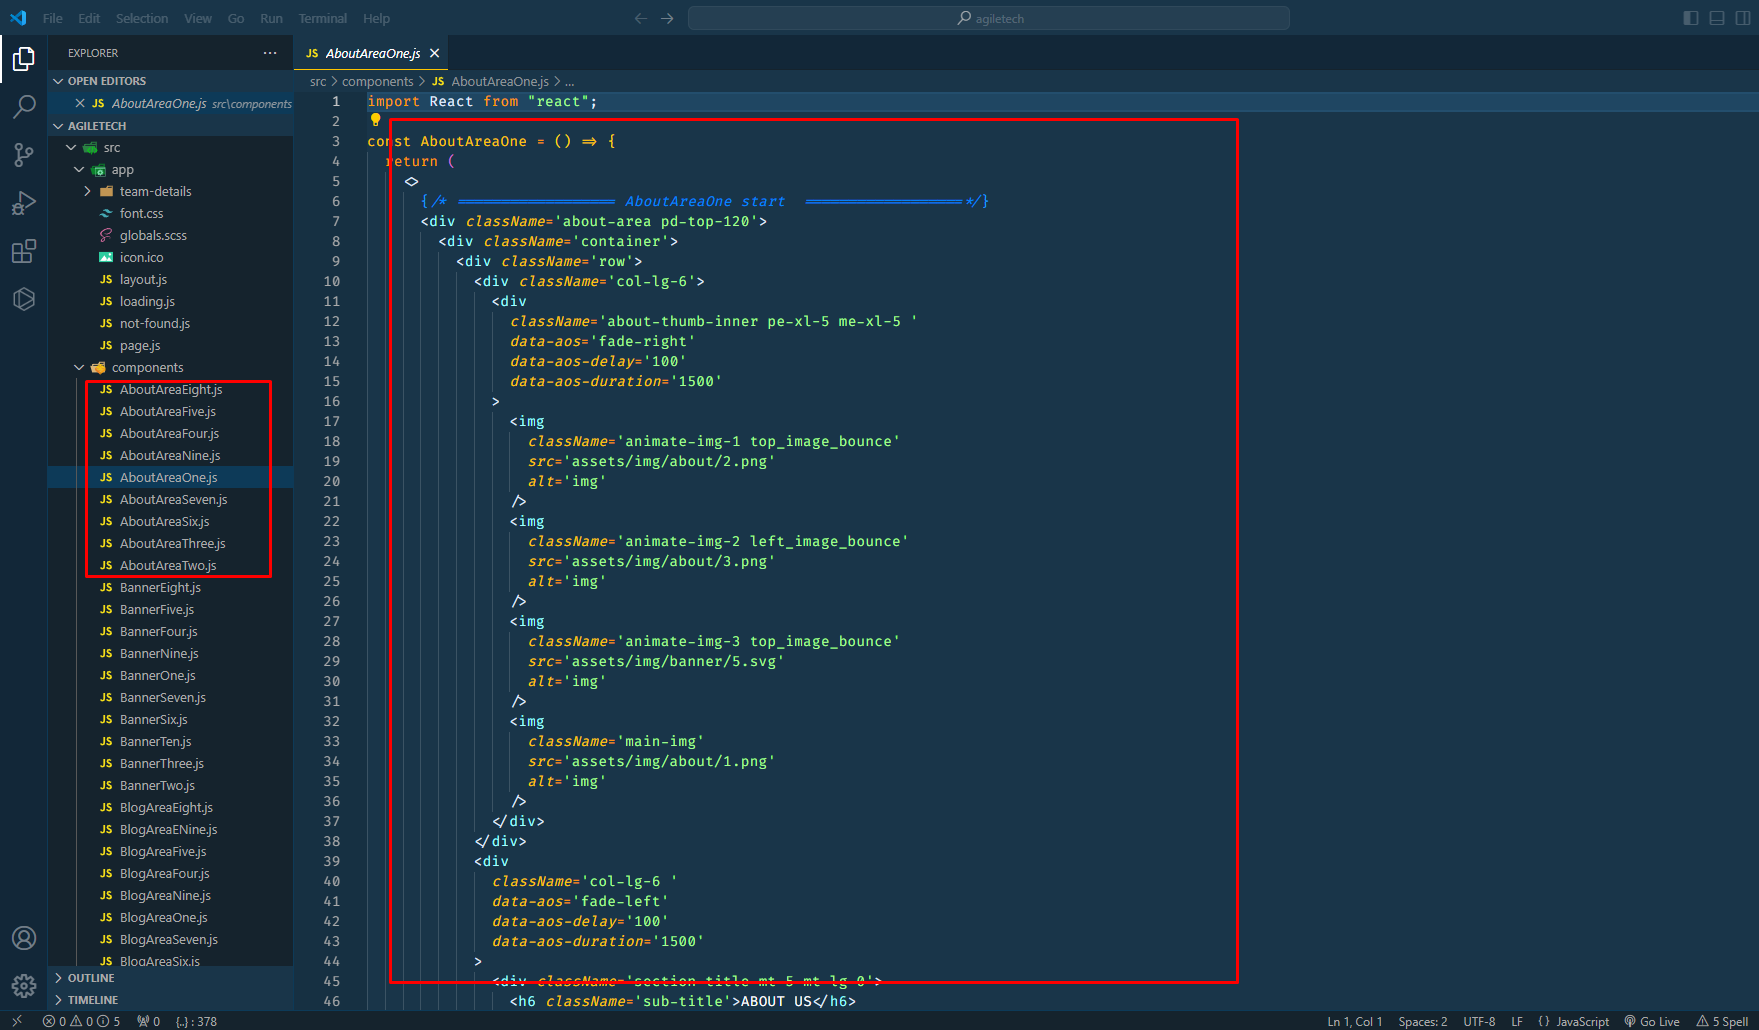 File Edit Selection View Go Run Terminal Help
agiletech
EXPLORER
OPEN EDITORS
JS AboutAreaOne.js src\components
AGILETECH
src
app
team-details
font.css
globals.scss
icon.ico
JS layout.js
JS loading.js
JS not-found.js
JS page.js
components
JS AboutAreaEight.js
JS AboutAreaFive.js
JS AboutAreaFour.js
JS AboutAreaNine.js
JS AboutAreaOne.js
JS AboutAreaSeven.js
JS AboutAreaSix.js
JS AboutAreaThree.js
JS AboutAreaTwo.js
JS BannerEight.js
JS BannerFive.js
JS BannerFour.js
JS BannerNine.js
JS BannerOne.js
JS BannerSeven.js
JS BannerSix.js
JS BannerTen.js
JS BannerThree.js
JS BannerTwo.js
JS BlogAreaEight.js
JS BlogAreaENine.js
JS BlogAreaFive.js
JS BlogAreaFour.js
JS BlogAreaNine.js
JS BlogAreaOne.js
JS BlogAreaSeven.js
JS BlogAreaSix.js
OUTLINE
TIMELINE
JS AboutAreaOne.js
src > components > JS AboutAreaOne.js > ...
1 import React from "react";
2
3 const AboutAreaOne = () => {
4 return (
5 <>
6 {/* =================== AboutAreaOne start ===================*/}
7 <div className='about-area pd-top-120'>
8 <div className='container'>
9 <div className='row'>
10 <div className='col-lg-6'>
11 <div
12 className='about-thumb-inner pe-xl-5 me-xl-5 '
13 data-aos='fade-right'
14 data-aos-delay='100'
15 data-aos-duration='1500'
16 >
17 <img
18 className='animate-img-1 top_image_bounce'
19 src='assets/img/about/2.png'
20 alt='img'
21 />
22 <img
23 className='animate-img-2 left_image_bounce'
24 src='assets/img/about/3.png'
25 alt='img'
26 />
27 <img
28 className='animate-img-3 top_image_bounce'
29 src='assets/img/banner/5.svg'
30 alt='img'
31 />
32 <img
33 className='main-img'
34 src='assets/img/about/1.png'
35 alt='img'
36 />
37 </div>
38 </div>
39 <div
40 className='col-lg-6 '
41 data-aos='fade-left'
42 data-aos-delay='100'
43 data-aos-duration='1500'
44 >
45 <div className='section-title mt-5 mt-lg-0'>
46 <h6 className='sub-title'>ABOUT US</h6>
0 0 5 0 {..} : 378
Ln 1, Col 1 Spaces: 2 UTF-8 LF {} JavaScript Go Live 5 Spell